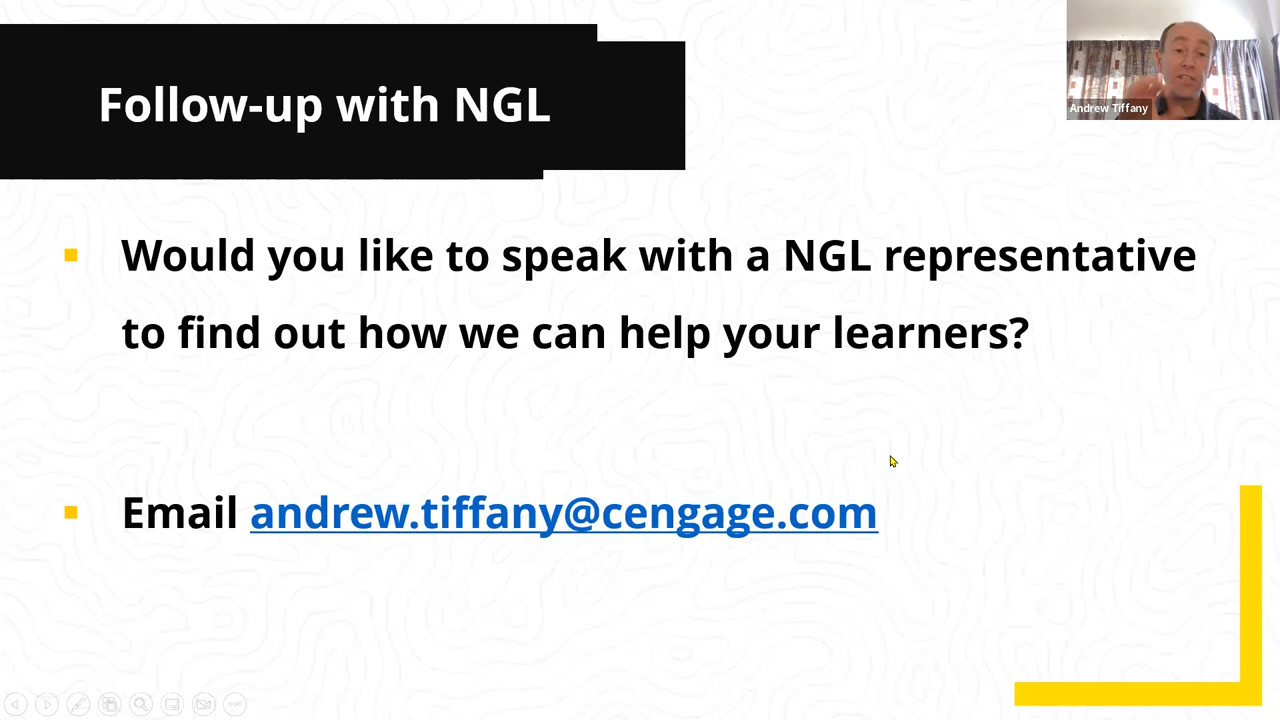 Follow-up with NGL
Andrew Tiffany
Would you like to speak with a NGL representative
to find out how we can help your learners?
Email andrew.tiffany@cengage.com